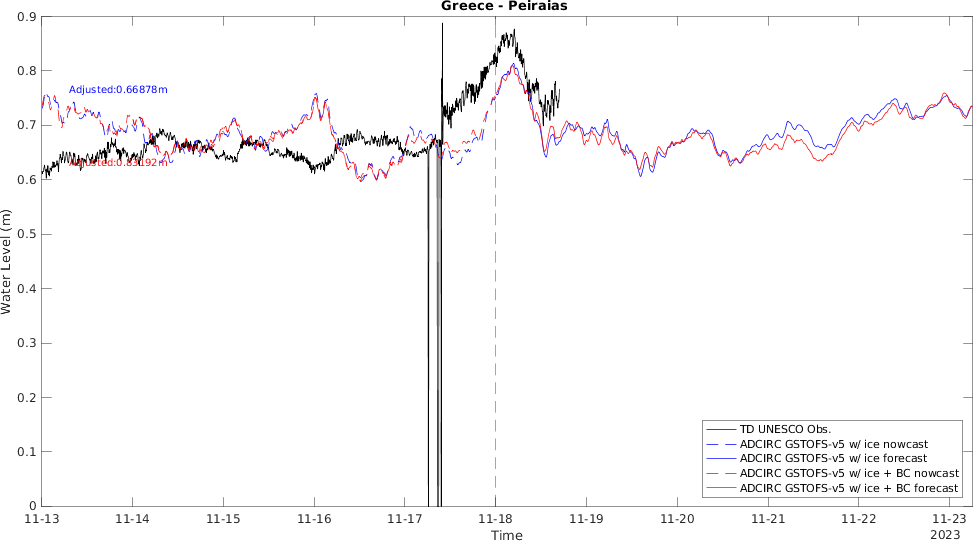 Greece - Peiraias
Water Level (m)
0.9
0.8
0.7
0.6
0.5
0.4
0.3
0.2
0.1
0
Adjusted:0.66878m
TD UNESCO Obs.
ADCIRC GSTOFS-v5 w/ ice nowcast
ADCIRC GSTOFS-v5 w/ ice forecast
ADCIRC GSTOFS-v5 w/ ice + BC nowcast
ADCIRC GSTOFS-v5 w/ ice + BC forecast
11-13 11-14 11-15 11-16 11-17 11-18 11-19 11-20 11-21 11-22 11-23
2023
Time